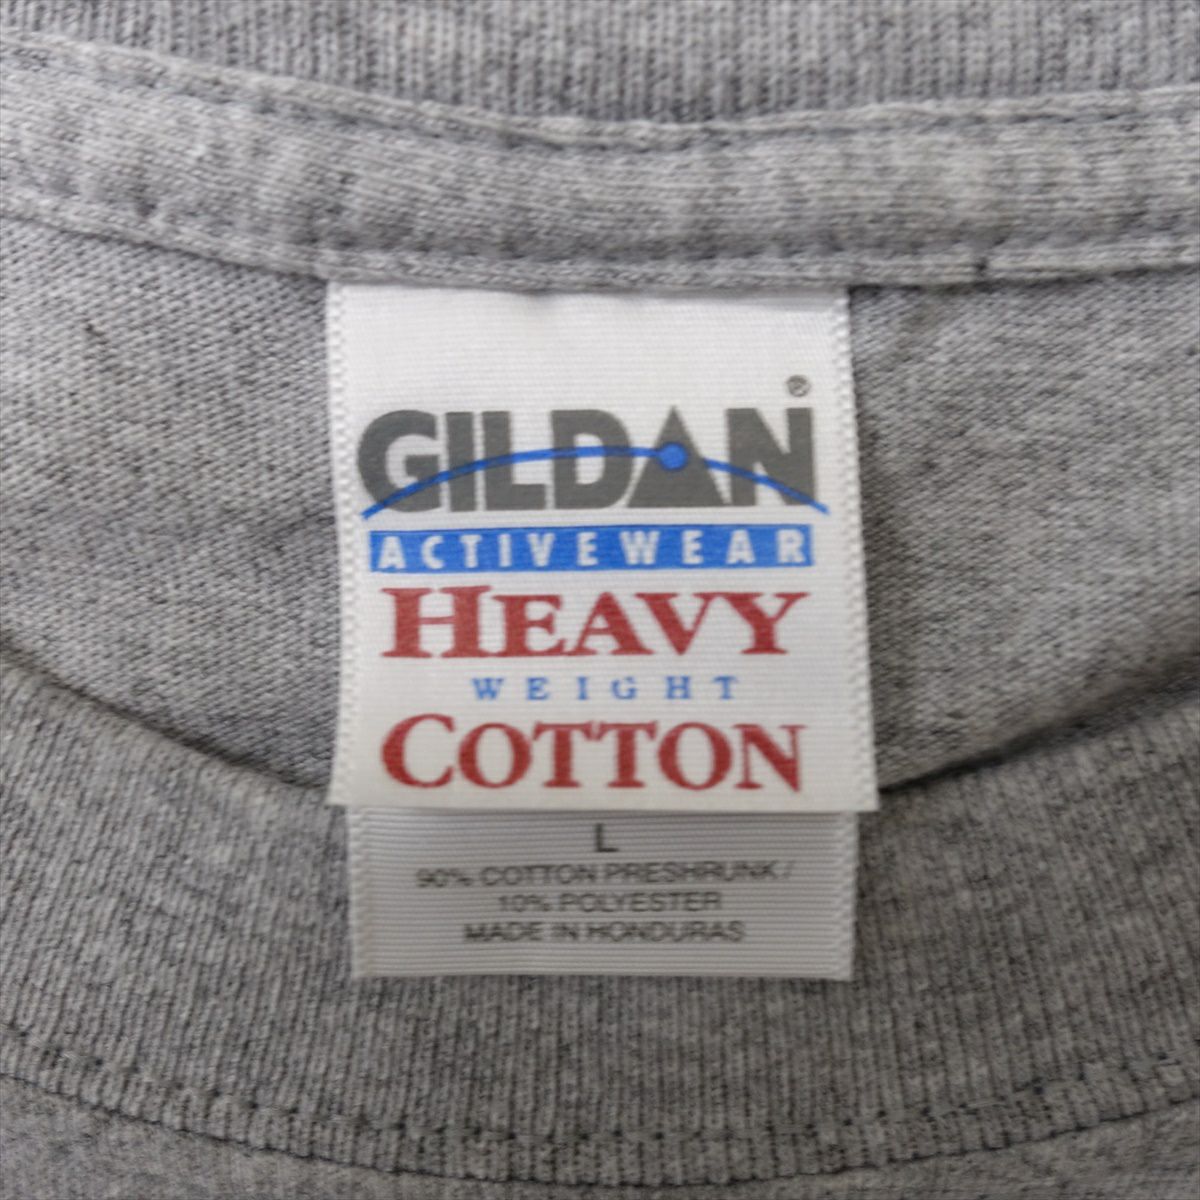 GILDAN®
ACTIVEWEAR
HEAVY
WEIGHT
COTTON
L
90% COTTON PRESHRUNK /
10% POLYESTER
MADE IN HONDURAS